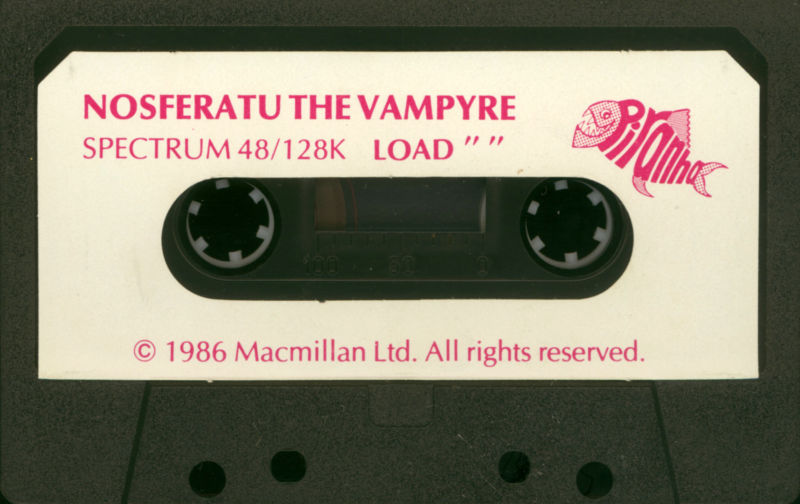 NOSFERATU THE VAMPYRE
SPECTRUM 48/128K LOAD " "
Piranha
100 50 0
© 1986 Macmillan Ltd. All rights reserved.